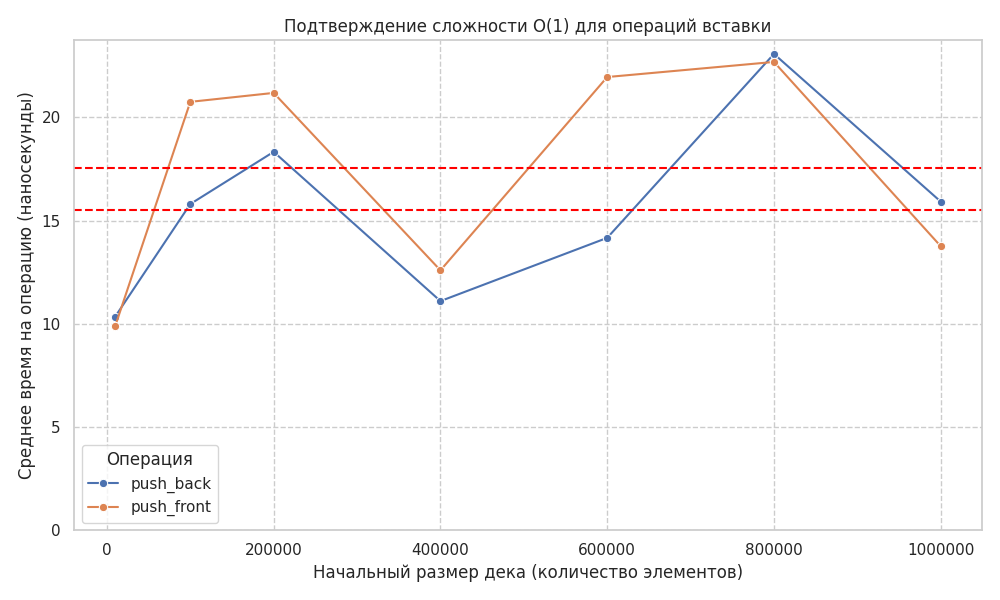 Подтверждение сложности O(1) для операций вставки
Среднее время на операцию (наносекунды)
20
15
10
5
0
Операция
push_back
push_front
0
200000
400000
600000
800000
1000000
Начальный размер дека (количество элементов)